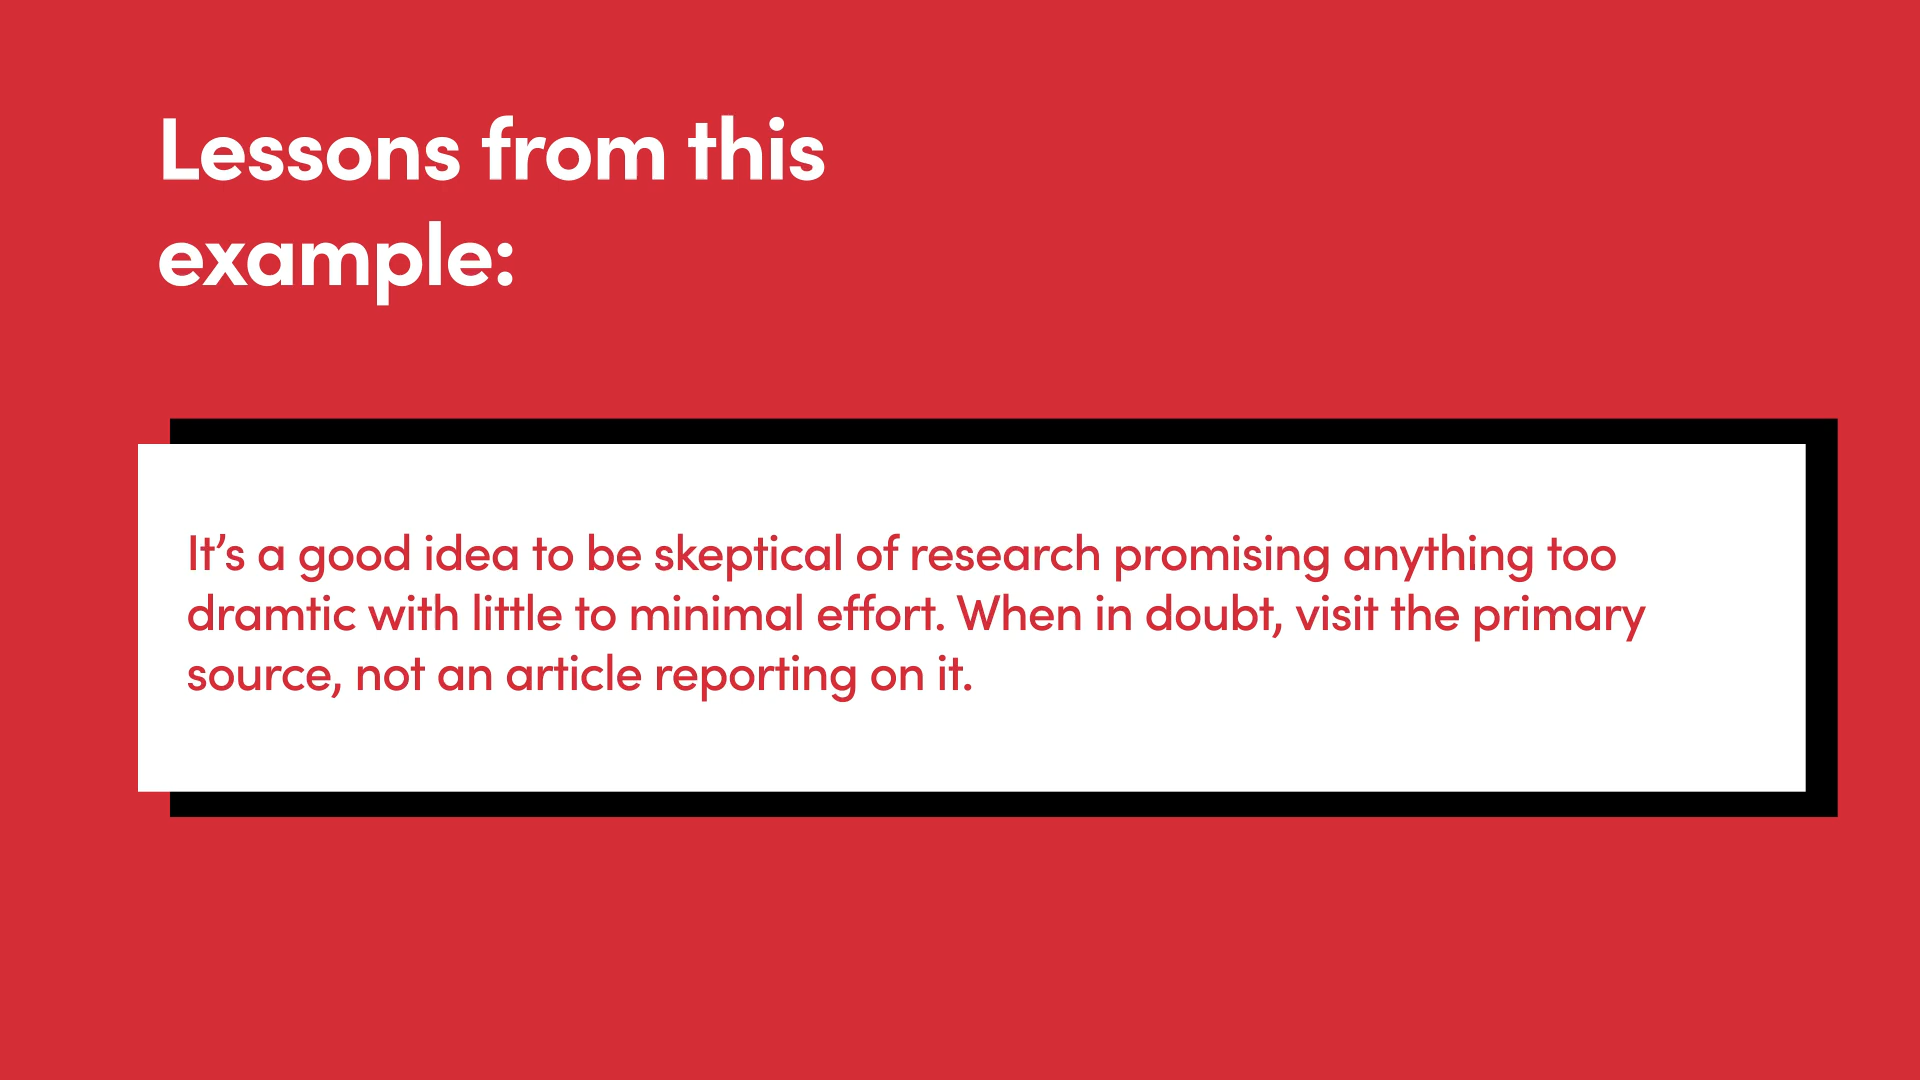 Lessons from this
example:
It’s a good idea to be skeptical of research promising anything too
dramtic with little to minimal effort. When in doubt, visit the primary
source, not an article reporting on it.